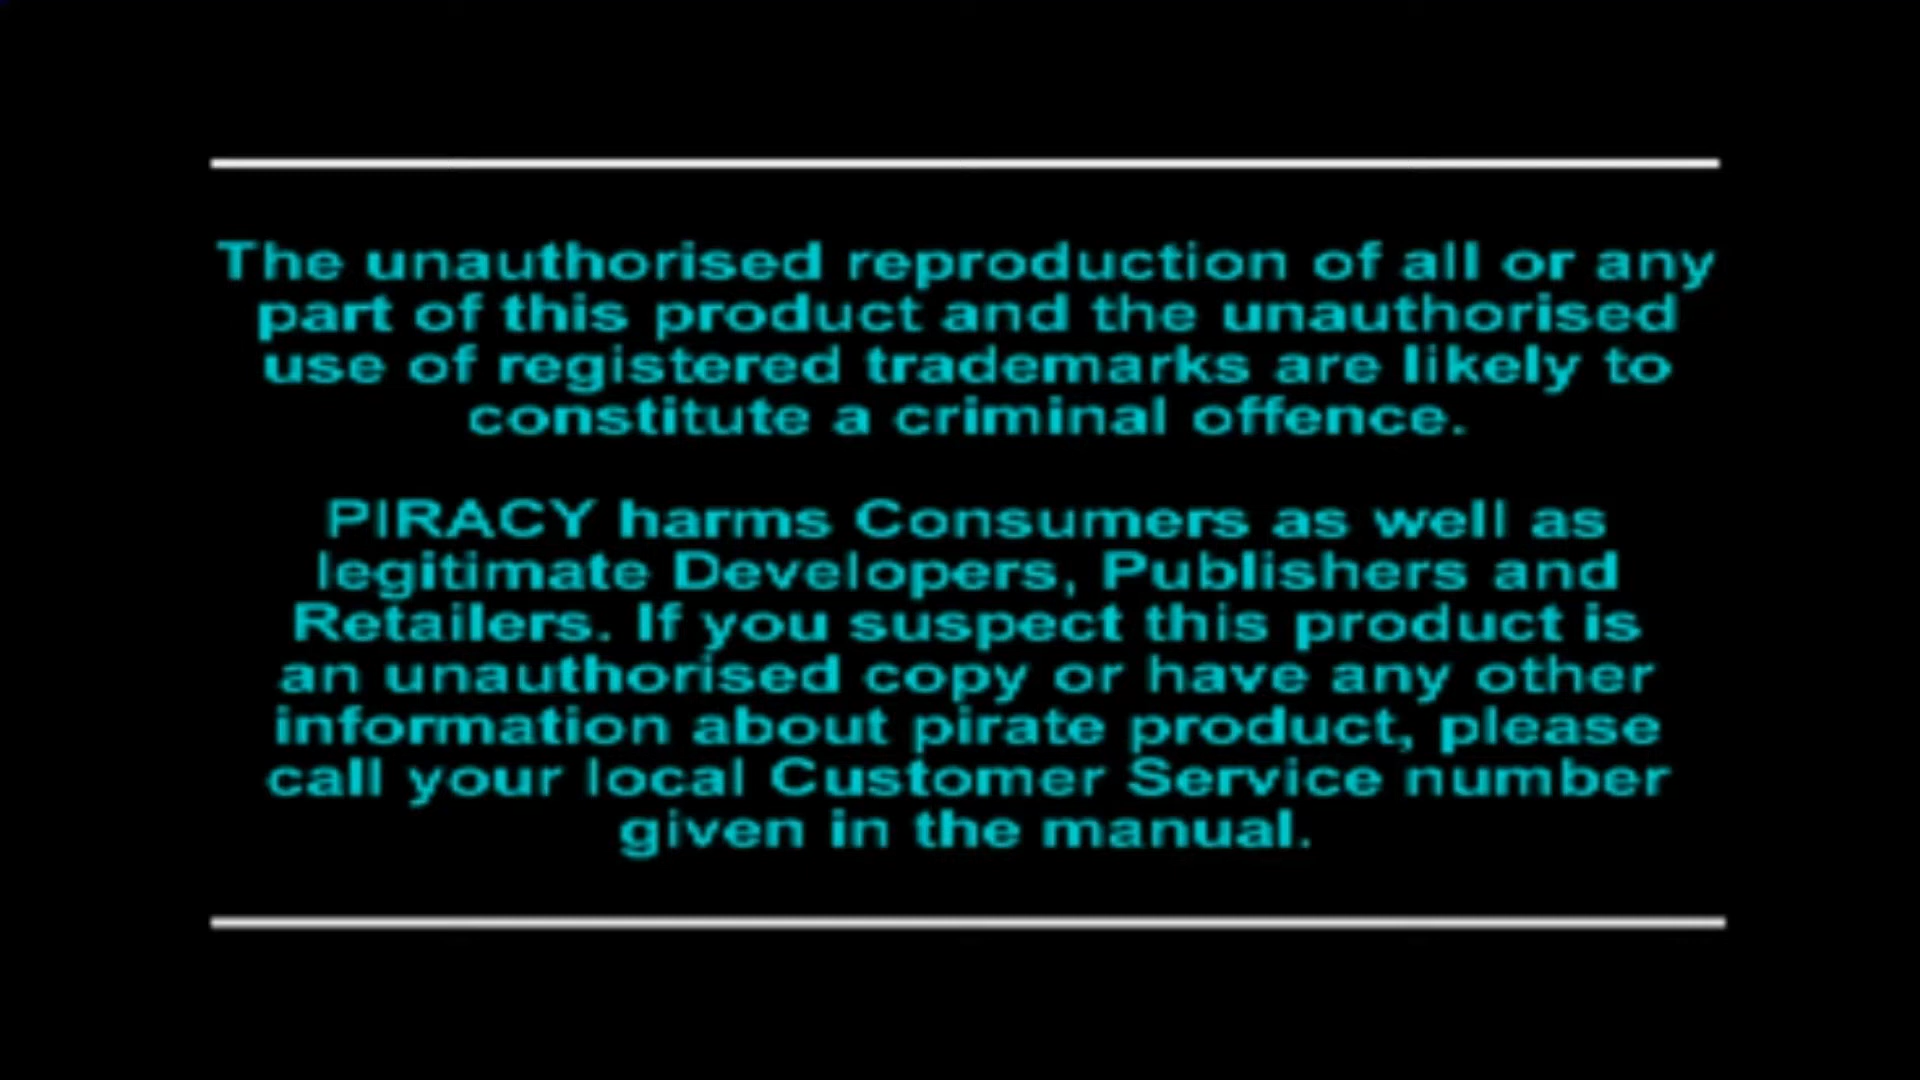 The unauthorised reproduction of all or any
part of this product and the unauthorised
use of registered trademarks are likely to
constitute a criminal offence.
PIRACY harms Consumers as well as
legitimate Developers, Publishers and
Retailers. If you suspect this product is
an unauthorised copy or have any other
information about pirate product, please
call your local Customer Service number
given in the manual.